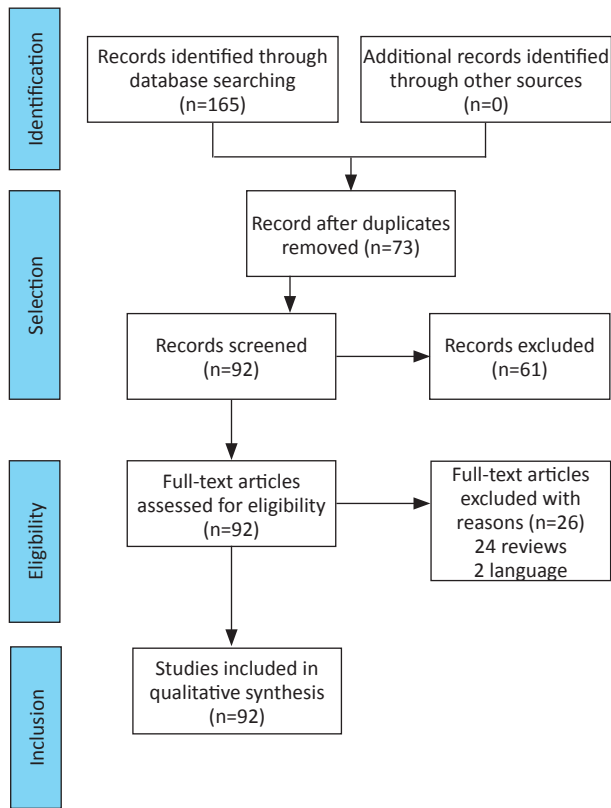 Identification
Records identified through
database searching
(n=165)
Additional records identified
through other sources
(n=0)
Selection
Record after duplicates
removed (n=73)
Records screened
(n=92)
Records excluded
(n=61)
Eligibility
Full-text articles
assessed for eligibility
(n=92)
Full-text articles
excluded with
reasons (n=26)
24 reviews
2 language
Inclusion
Studies included in
qualitative synthesis
(n=92)